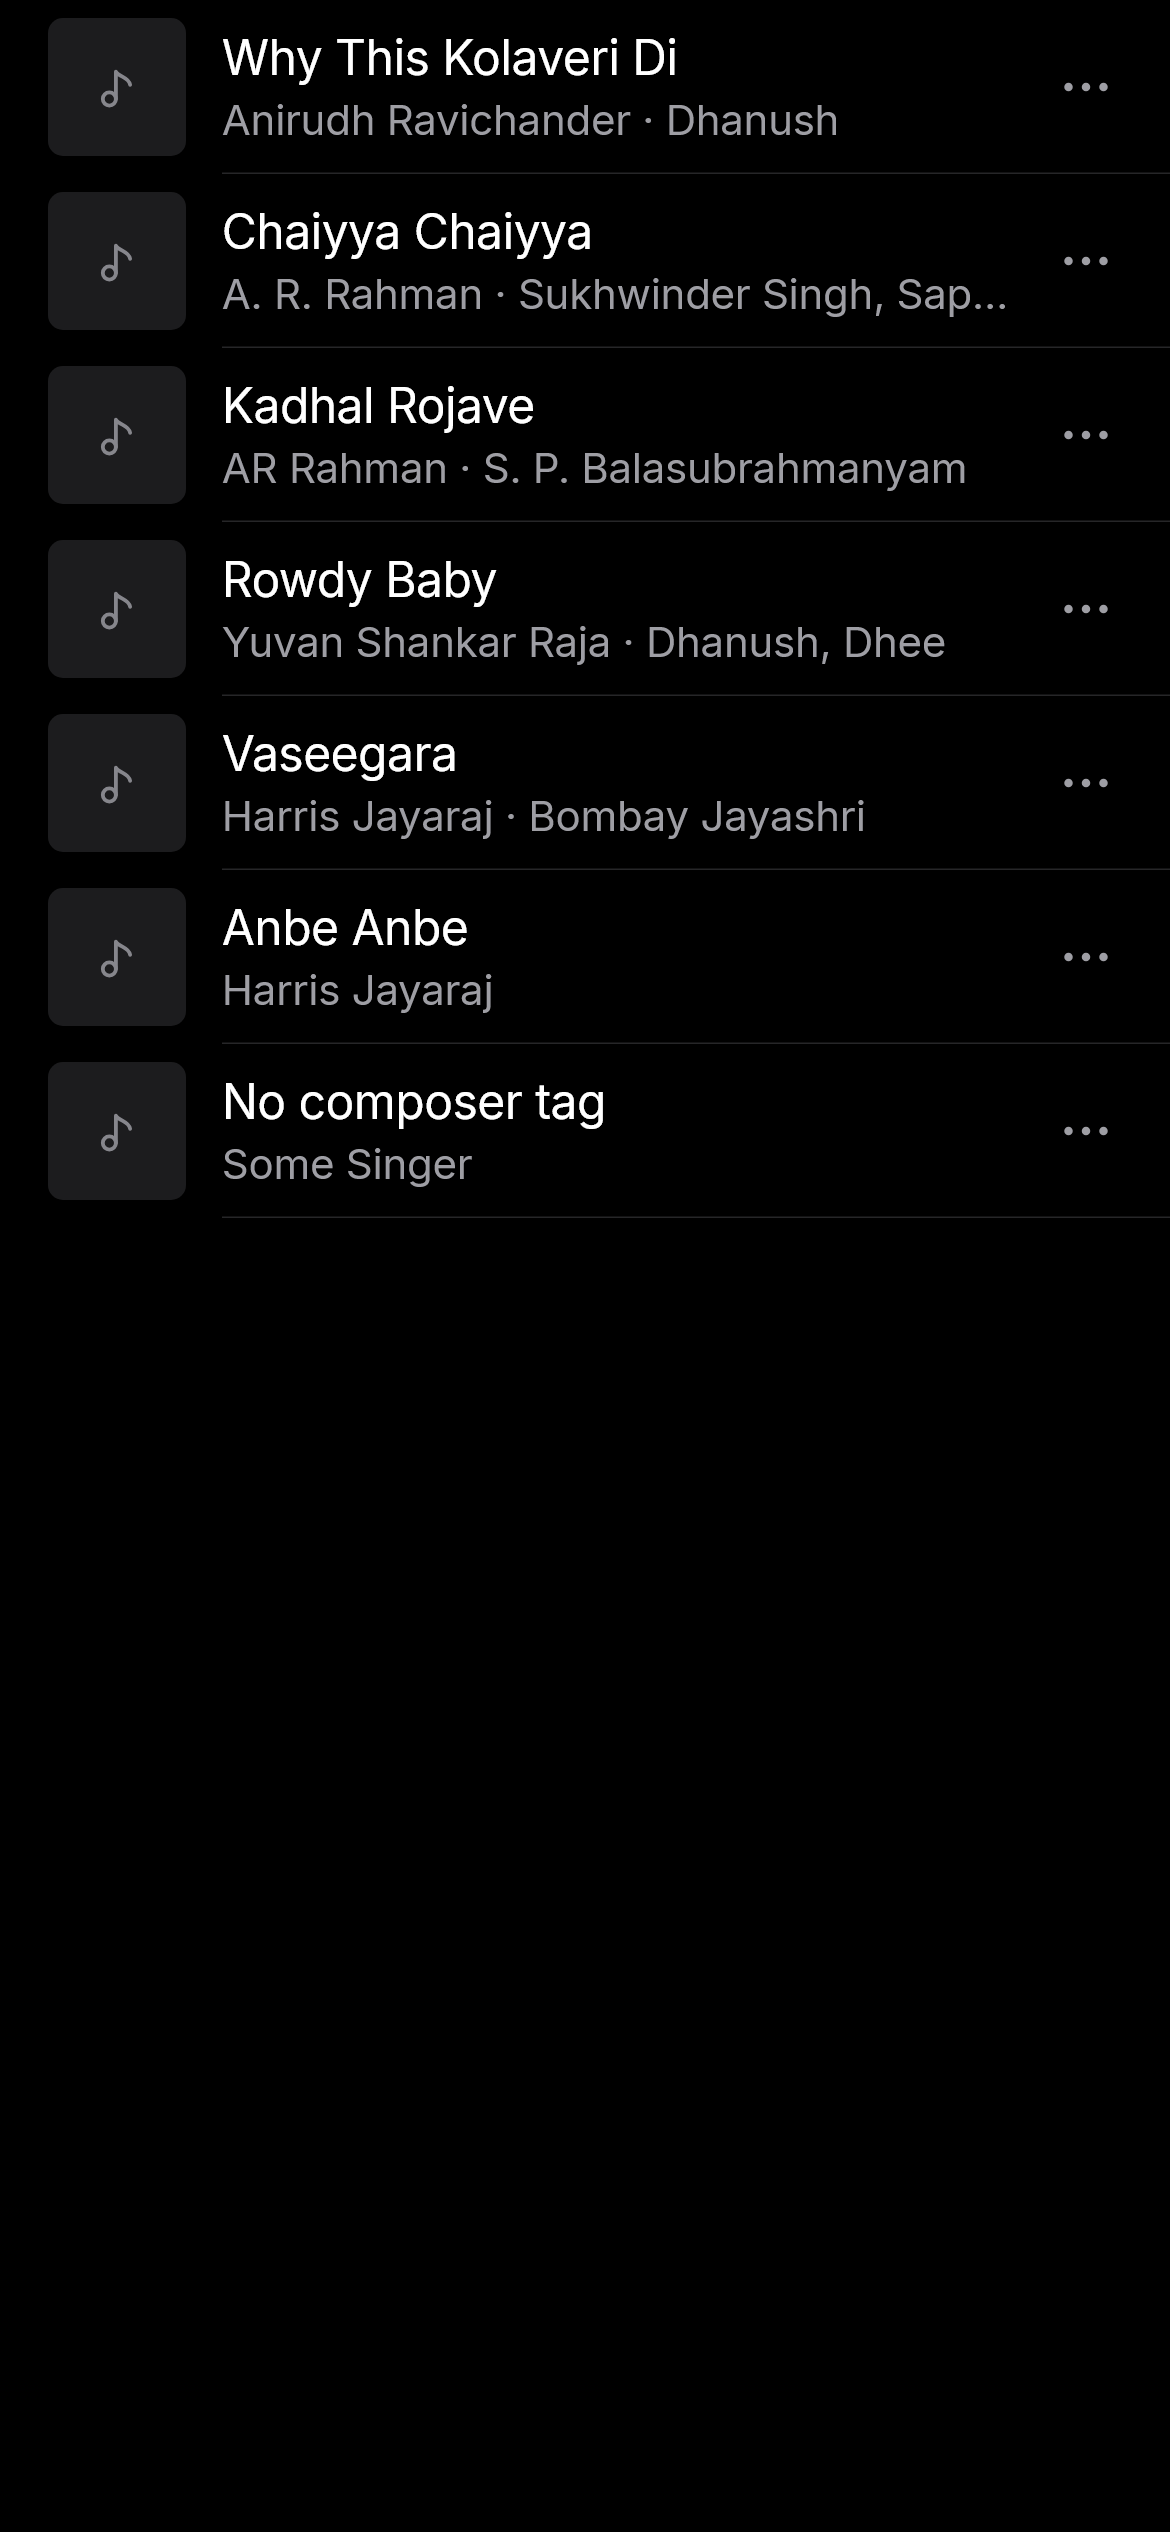 Why This Kolaveri Di
Anirudh Ravichander · Dhanush
Chaiyya Chaiyya
A. R. Rahman · Sukhwinder Singh, Sap...
Kadhal Rojave
AR Rahman · S. P. Balasubrahmanyam
Rowdy Baby
Yuvan Shankar Raja · Dhanush, Dhee
Vaseegara
Harris Jayaraj · Bombay Jayashri
Anbe Anbe
Harris Jayaraj
No composer tag
Some Singer